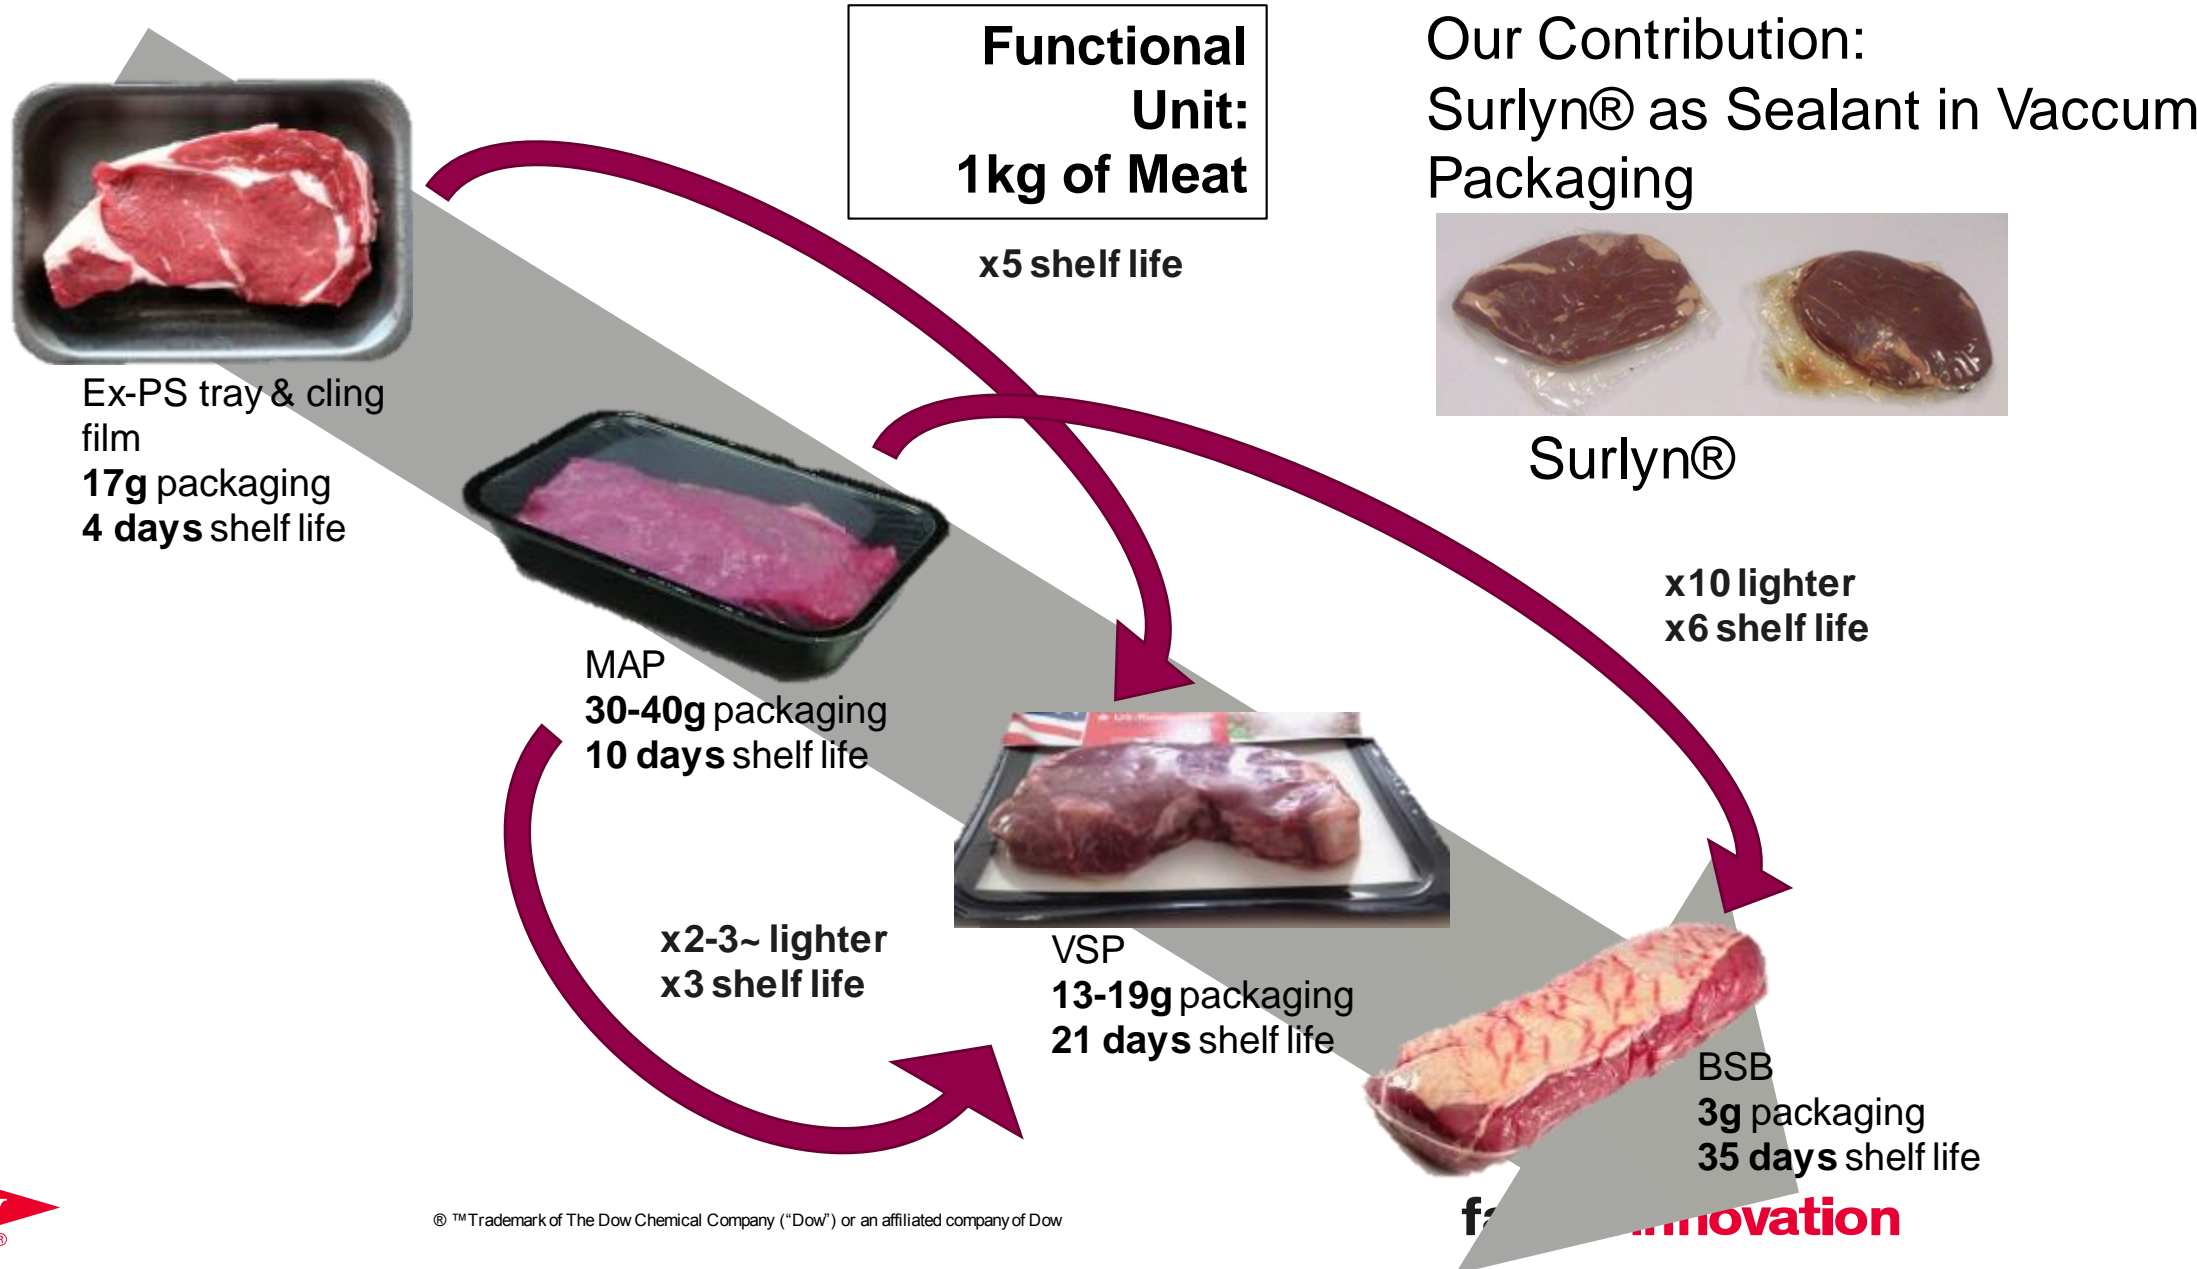 Functional
Unit:
1kg of Meat
Our Contribution:
Surlyn® as Sealant in Vaccum
Packaging
x5 shelf life
Surlyn®
Ex-PS tray & cling
film
17g packaging
4 days shelf life
x10 lighter
x6 shelf life
MAP
30-40g packaging
10 days shelf life
x2-3~ lighter
x3 shelf life
VSP
13-19g packaging
21 days shelf life
BSB
3g packaging
35 days shelf life
® ™ Trademark of The Dow Chemical Company (“Dow”) or an affiliated company of Dow
®